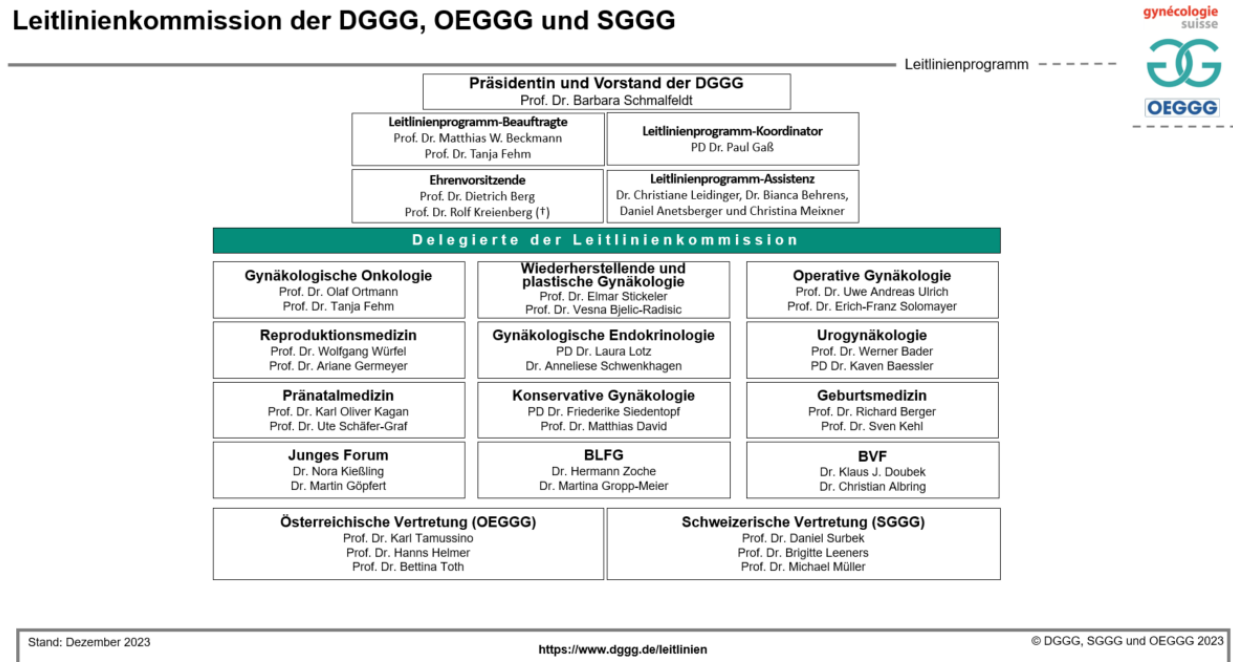 Leitlinienkommission der DGGG, OEGGG und SGGG
gynécologie
suisse
Leitlinienprogramm
OEGGG
Präsidentin und Vorstand der DGGG
Prof. Dr. Barbara Schmalfeldt
Leitlinienprogramm-Beauftragte
Prof. Dr. Matthias W. Beckmann
Prof. Dr. Tanja Fehm
Leitlinienprogramm-Koordinator
PD Dr. Paul Gaß
Ehrenvorsitzende
Prof. Dr. Dietrich Berg
Prof. Dr. Rolf Kreienberg (†)
Leitlinienprogramm-Assistenz
Dr. Christiane Leidinger, Dr. Bianca Behrens,
Daniel Anetsberger und Christina Meixner
Delegierte der Leitlinienkommission
Gynäkologische Onkologie
Prof. Dr. Olaf Ortmann
Prof. Dr. Tanja Fehm
Wiederherstellende und
plastische Gynäkologie
Prof. Dr. Elmar Stickeler
Prof. Dr. Vesna Bjelic-Radisic
Operative Gynäkologie
Prof. Dr. Uwe Andreas Ulrich
Prof. Dr. Erich-Franz Solomayer
Reproduktionsmedizin
Prof. Dr. Wolfgang Würfel
Prof. Dr. Ariane Germeyer
Gynäkologische Endokrinologie
PD Dr. Laura Lotz
Dr. Anneliese Schwenkhagen
Urogynäkologie
Prof. Dr. Werner Bader
PD Dr. Kaven Baessler
Pränatalmedizin
Prof. Dr. Karl Oliver Kagan
Prof. Dr. Ute Schäfer-Graf
Konservative Gynäkologie
PD Dr. Friederike Siedentopf
Prof. Dr. Matthias David
Geburtsmedizin
Prof. Dr. Richard Berger
Prof. Dr. Sven Kehl
Junges Forum
Dr. Nora Kießling
Dr. Martin Göpfert
BLFG
Dr. Hermann Zoche
Dr. Martina Gropp-Meier
BVF
Dr. Klaus J. Doubek
Dr. Christian Albring
Österreichische Vertretung (OEGGG)
Prof. Dr. Karl Tamussino
Prof. Dr. Hanns Helmer
Prof. Dr. Bettina Toth
Schweizerische Vertretung (SGGG)
Prof. Dr. Daniel Surbek
Prof. Dr. Brigitte Leeners
Prof. Dr. Michael Müller
Stand: Dezember 2023
https://www.dggg.de/leitlinien
© DGGG, SGGG und OEGGG 2023